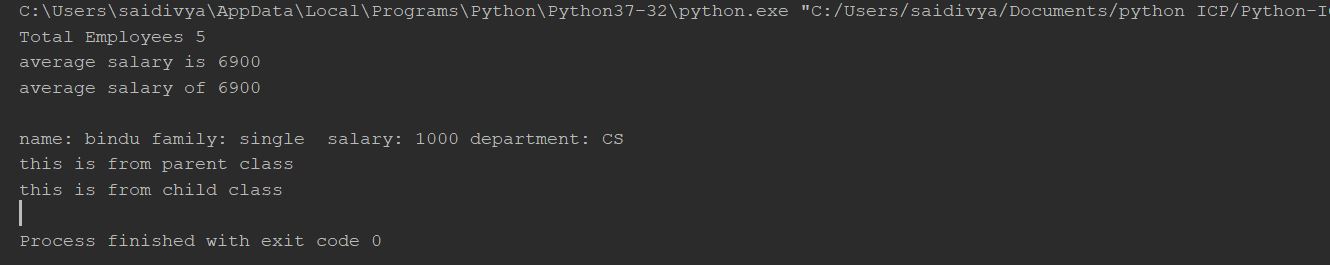 C:\Users\saidivya\AppData\Local\Programs\Python\Python37-32\python.exe "C:/Users/saidivya/Documents/python ICP/Python-I
Total Employees 5
average salary is 6900
average salary of 6900
name: bindu family: single  salary: 1000 department: CS
this is from parent class
this is from child class
Process finished with exit code 0